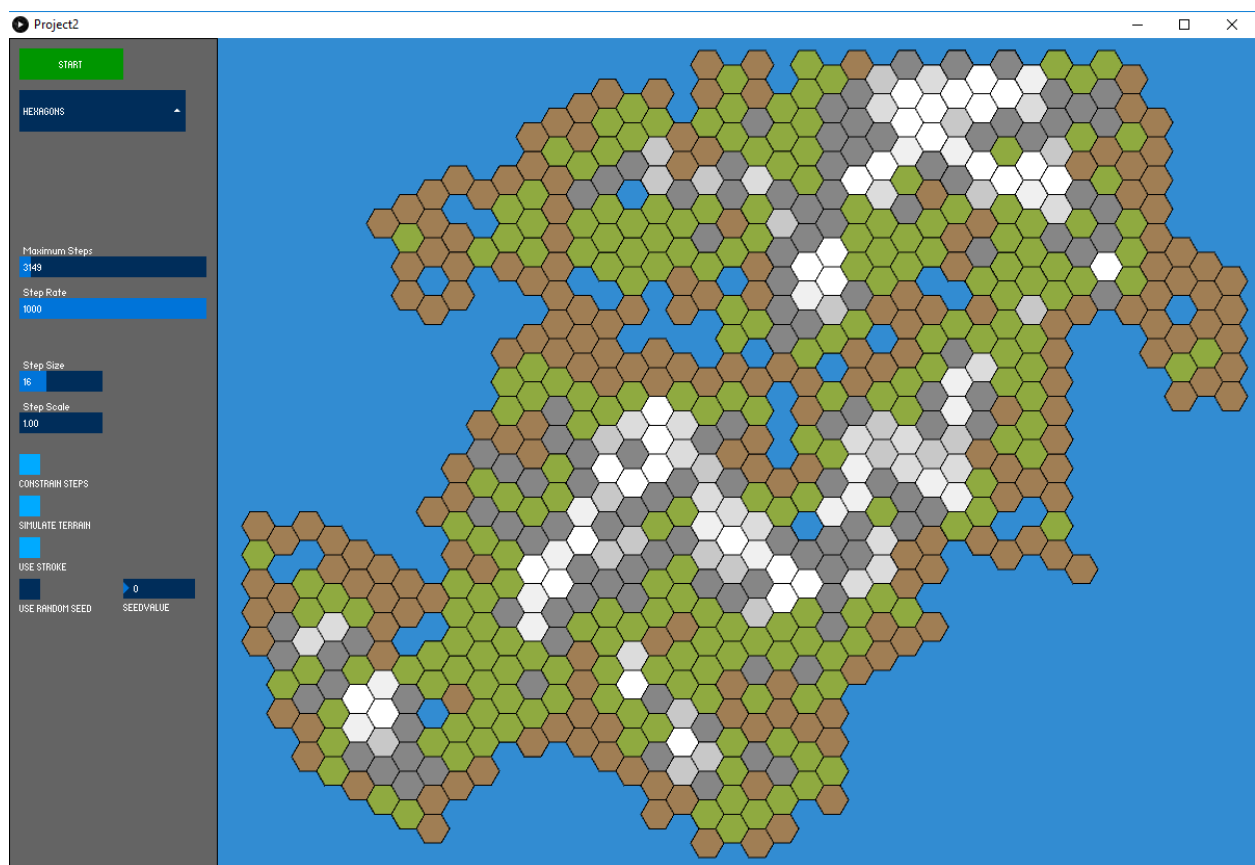 Project2
START
HEXAGONS
Maximum Steps
3149
Step Rate
1000
Step Size
16
Step Scale
1.00
CONSTRAIN STEPS
SIMULATE TERRAIN
USE STROKE
0
USE RANDOM SEED SEEDVALUE